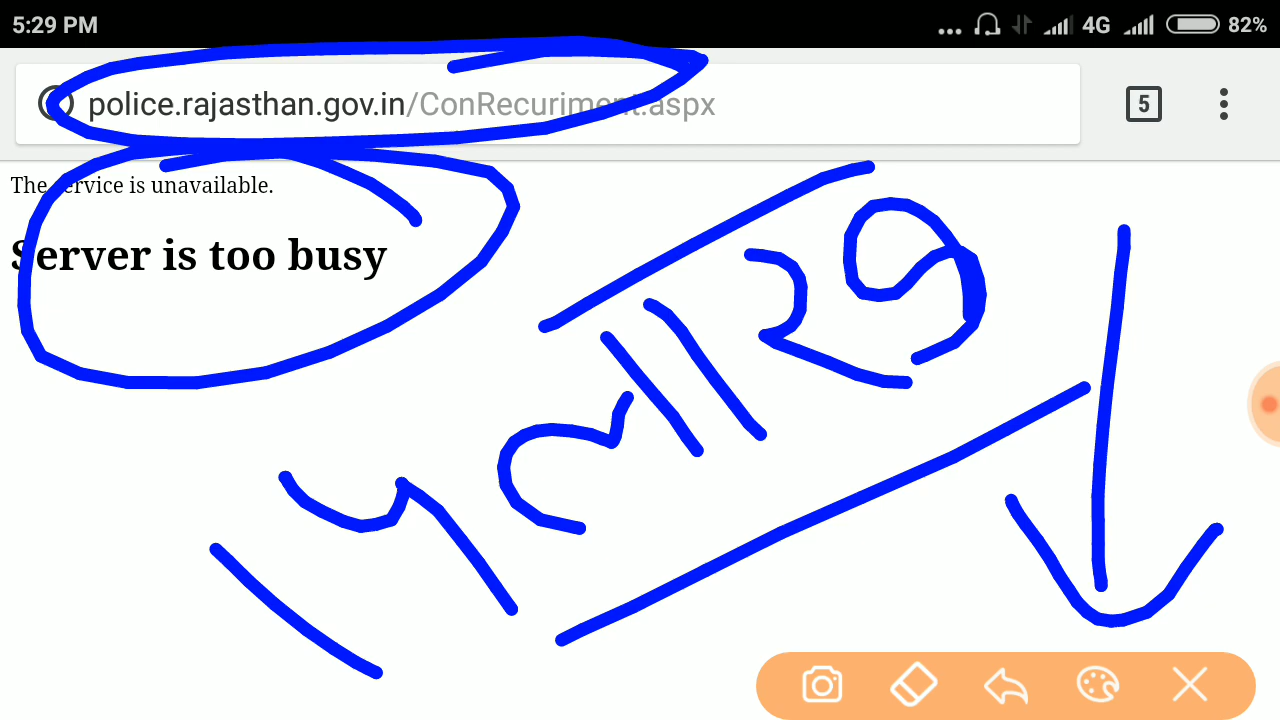 5:29 PM 4G 82%
police.rajasthan.gov.in/ConRecuriment.aspx 5
The service is unavailable.
Server is too busy